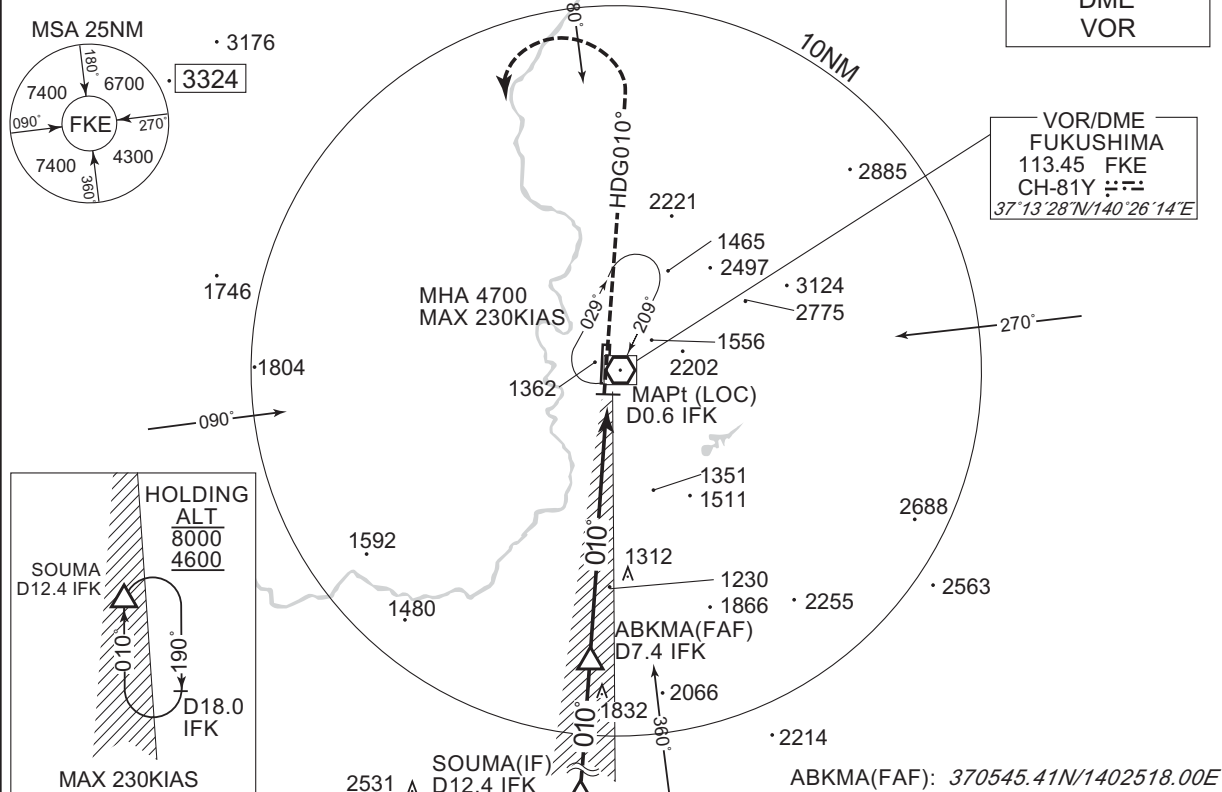 DME
VOR
MSA 25NM
180°
7400
6700
090°
FKE
270°
7400
4300
360°
3176
3324
80°
10NM
VOR/DME
FUKUSHIMA
113.45 FKE
CH-81Y
37°13′28″N/140°26′14″E
HDG010°
2885
2221
1465
2497
3124
2775
1746
MHA 4700
MAX 230KIAS
029°
209°
270°
1556
2202
1804
1362
MAPt (LOC)
D0.6 IFK
090°
1351
1511
2688
HOLDING
ALT
8000
4600
SOUMA
D12.4 IFK
010°
190°
D18.0
IFK
MAX 230KIAS
1592
010°
1312
1230
1866
2255
2563
1480
ABKMA(FAF)
D7.4 IFK
2066
010°
1832
360°
2214
SOUMA(IF)
D12.4 IFK
2531
ABKMA(FAF): 370545.41N/1402518.00E